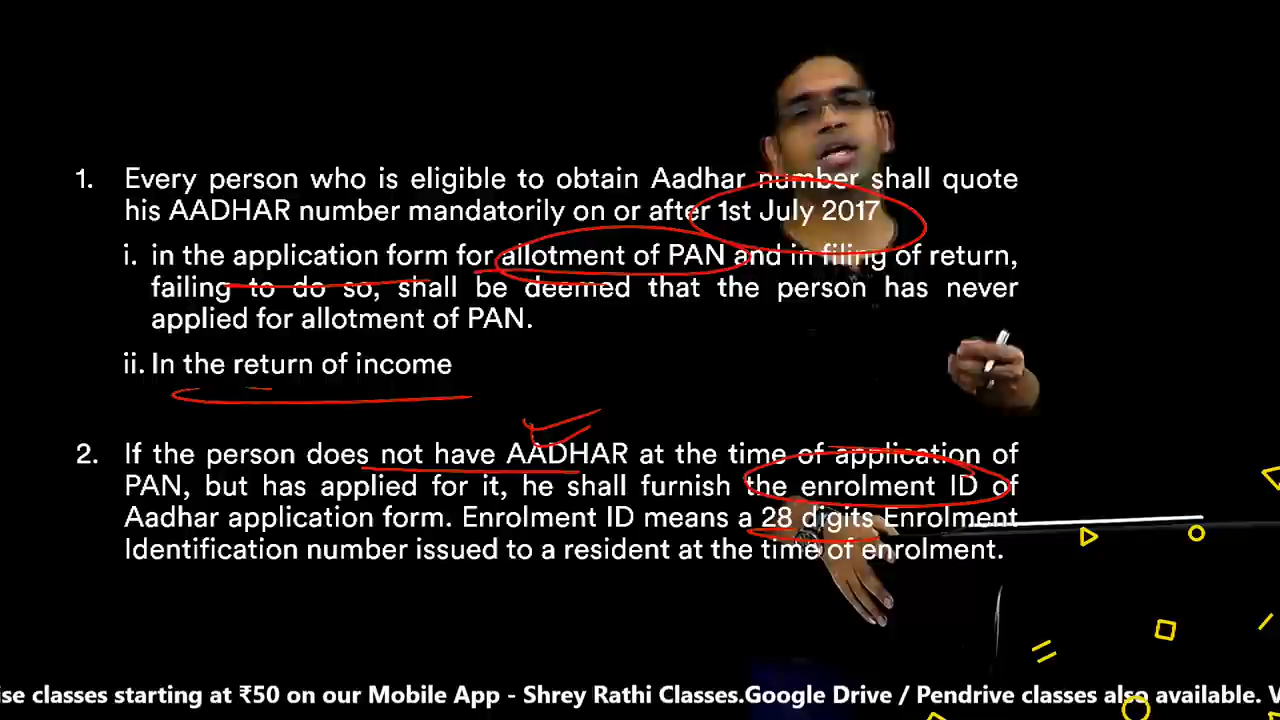 1. Every person who is eligible to obtain Aadhar number shall quote
his AADHAR number mandatorily on or after 1st July 2017
i. in the application form for allotment of PAN and in filing of return,
failing to do so, shall be deemed that the person has never
applied for allotment of PAN.
ii. In the return of income
2. If the person does not have AADHAR at the time of application of
PAN, but has applied for it, he shall furnish the enrolment ID of
Aadhar application form. Enrolment ID means a 28 digits Enrolment
Identification number issued to a resident at the time of enrolment.
classes starting at ₹50 on our Mobile App - Shrey Rathi Classes.Google Drive / Pendrive classes also available.